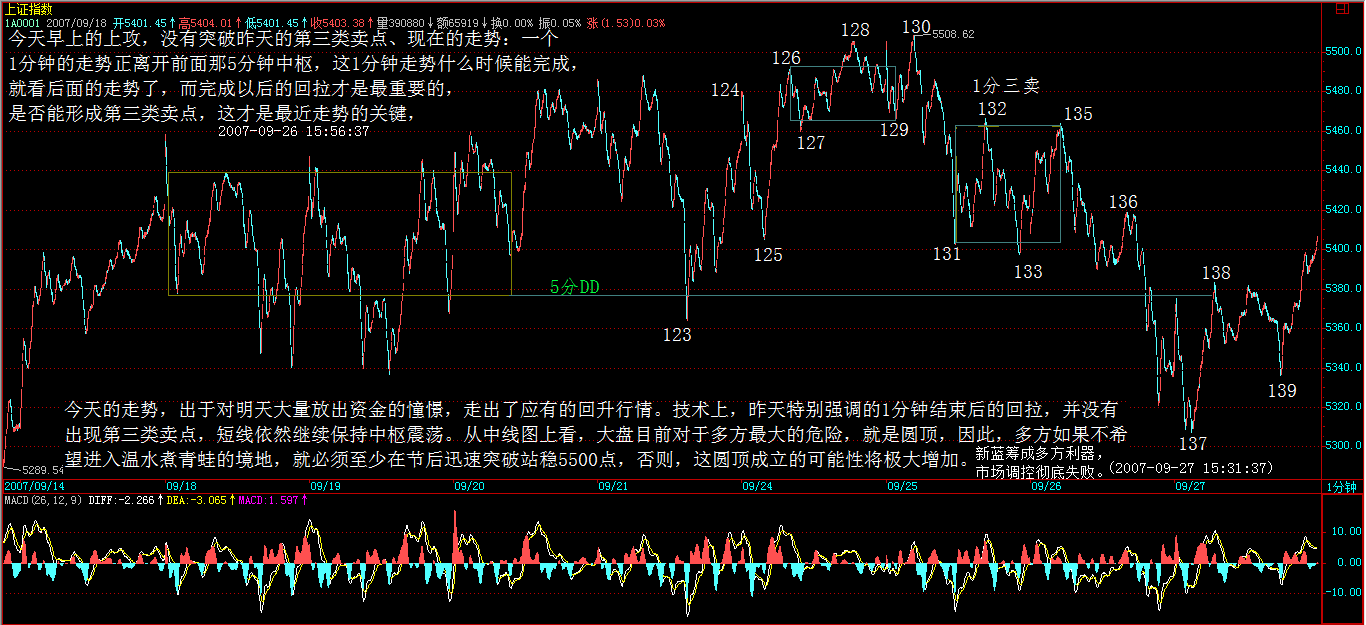 上证指数
1A0001 2007/09/18 开5401.45↑高5404.01↑低5401.45↑收5403.38↑量390880↓额65919↓换0.00% 振0.05% 涨(1.53)0.03%
今天早上的上攻，没有突破昨天的第三类卖点、现在的走势：一个
1分钟的走势正离开前面那5分钟中枢，这1分钟走势什么时候能完成，
就看后面的走势了，而完成以后的回拉才是最重要的，
是否能形成第三类卖点，这才是最近走势的关键，
2007-09-26 15:56:37
130
5508.62
128
126
124
127
129
1分三卖
132
135
136
131
133
125
138
5分DD
123
139
137
今天的走势，出于对明天大量放出资金的憧憬，走出了应有的回升行情。技术上，昨天特别强调的1分钟结束后的回拉，并没有
出现第三类卖点，短线依然继续保持中枢震荡。从中线图上看，大盘目前对于多方最大的危险，就是圆顶，因此，多方如果不希
望进入温水煮青蛙的境地，就必须至少在节后迅速突破站稳5500点，否则，这圆顶成立的可能性将极大增加。
新蓝筹成多方利器，
市场调控彻底失败。(2007-09-27 15:31:37)
5289.54
5500.0
5480.0
5460.0
5440.0
5420.0
5400.0
5380.0
5360.0
5340.0
5320.0
5300.0
2007/09/14 09/18 09/19 09/20 09/21 09/24 09/25 09/26 09/27 1分钟
MACD(26,12,9) DIFF:-2.266↑DEA:-3.065↑MACD:1.597↑
10.00
0.00
-10.00